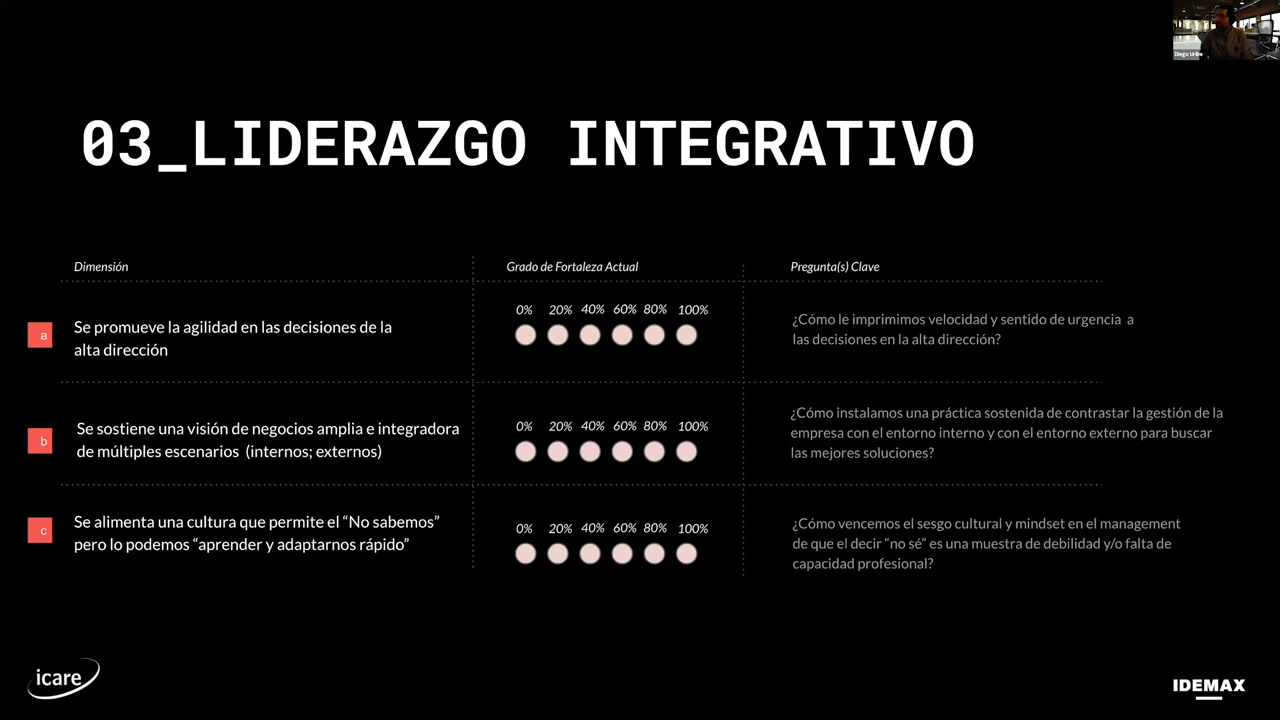 Diego Uribe
03_LIDERAZGO INTEGRATIVO
Dimensión
Grado de Fortaleza Actual
Pregunta(s) Clave
a
Se promueve la agilidad en las decisiones de la
alta dirección
0% 20% 40% 60% 80% 100%
¿Cómo le imprimimos velocidad y sentido de urgencia a
las decisiones en la alta dirección?
b
Se sostiene una visión de negocios amplia e integradora
de múltiples escenarios (internos; externos)
0% 20% 40% 60% 80% 100%
¿Cómo instalamos una práctica sostenida de contrastar la gestión de la
empresa con el entorno interno y con el entorno externo para buscar
las mejores soluciones?
c
Se alimenta una cultura que permite el “No sabemos”
pero lo podemos “aprender y adaptarnos rápido”
0% 20% 40% 60% 80% 100%
¿Cómo vencemos el sesgo cultural y mindset en el management
de que el decir “no sé” es una muestra de debilidad y/o falta de
capacidad profesional?
icare
IDEMAX